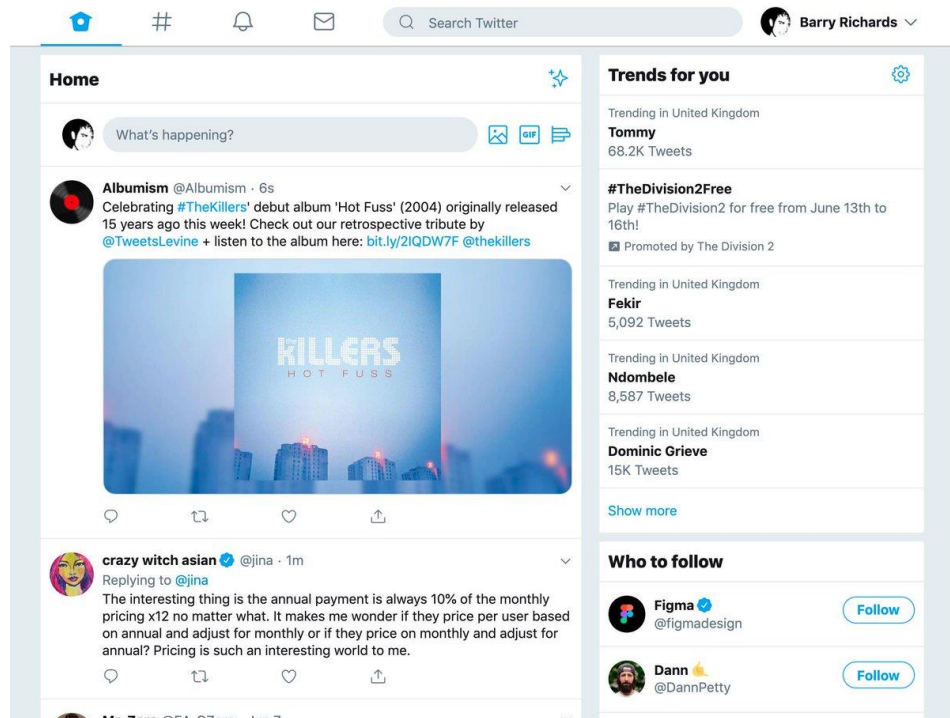 Search Twitter
Barry Richards
Home
What's happening?
GIF
Albumism @Albumism · 6s
Celebrating #TheKillers' debut album 'Hot Fuss' (2004) originally released
15 years ago this week! Check out our retrospective tribute by
@TweetsLevine + listen to the album here: bit.ly/2IQDW7F @thekillers
the
KILLERS
HOT FUSS
crazy witch asian @jina · 1m
Replying to @jina
The interesting thing is the annual payment is always 10% of the monthly
pricing x12 no matter what. It makes me wonder if they price per user based
on annual and adjust for monthly or if they price on monthly and adjust for
annual? Pricing is such an interesting world to me.
Trends for you
Trending in United Kingdom
Tommy
68.2K Tweets
#TheDivision2Free
Play #TheDivision2 for free from June 13th to
16th!
Promoted by The Division 2
Trending in United Kingdom
Fekir
5,092 Tweets
Trending in United Kingdom
Ndombele
8,587 Tweets
Trending in United Kingdom
Dominic Grieve
15K Tweets
Show more
Who to follow
Figma
@figmadesign
Follow
Dann
@DannPetty
Follow